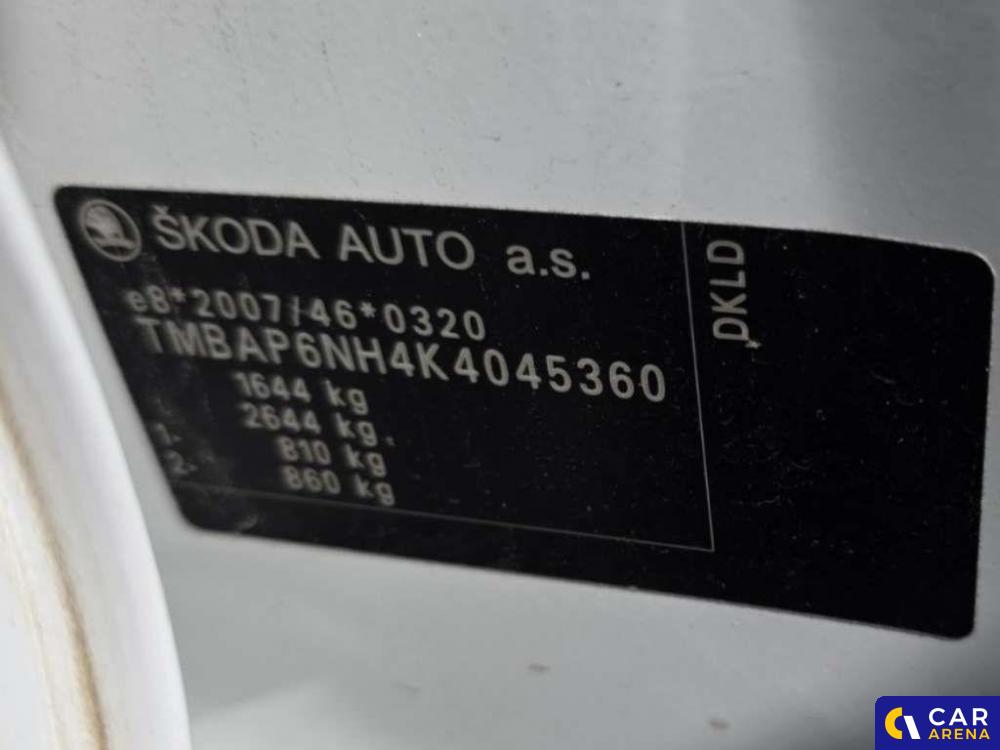 ŠKODA AUTO a.s.
e8*2007/46*0320
TMBAP6NH4K4045360
1644 kg
2644 kg
1- 810 kg
2- 860 kg
DKLD
CAR
ARENA